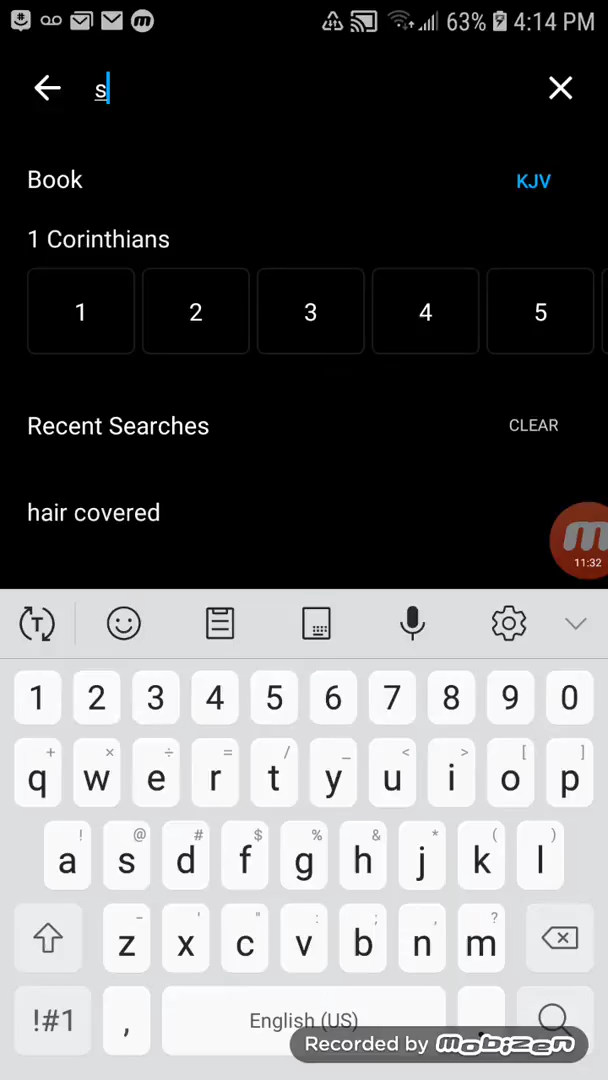 63% 4:14 PM
s
Book KJV
1 Corinthians
1 2 3 4 5
Recent Searches CLEAR
hair covered
m
11:32
T
1 2 3 4 5 6 7 8 9 0
+ × ÷ = / _ < > [ ]
q w e r t y u i o p
! @ # $ % & * ( )
a s d f g h j k l
- ' " : ; , ?
z x c v b n m
!#1 , English (US) .
Recorded by mobizen